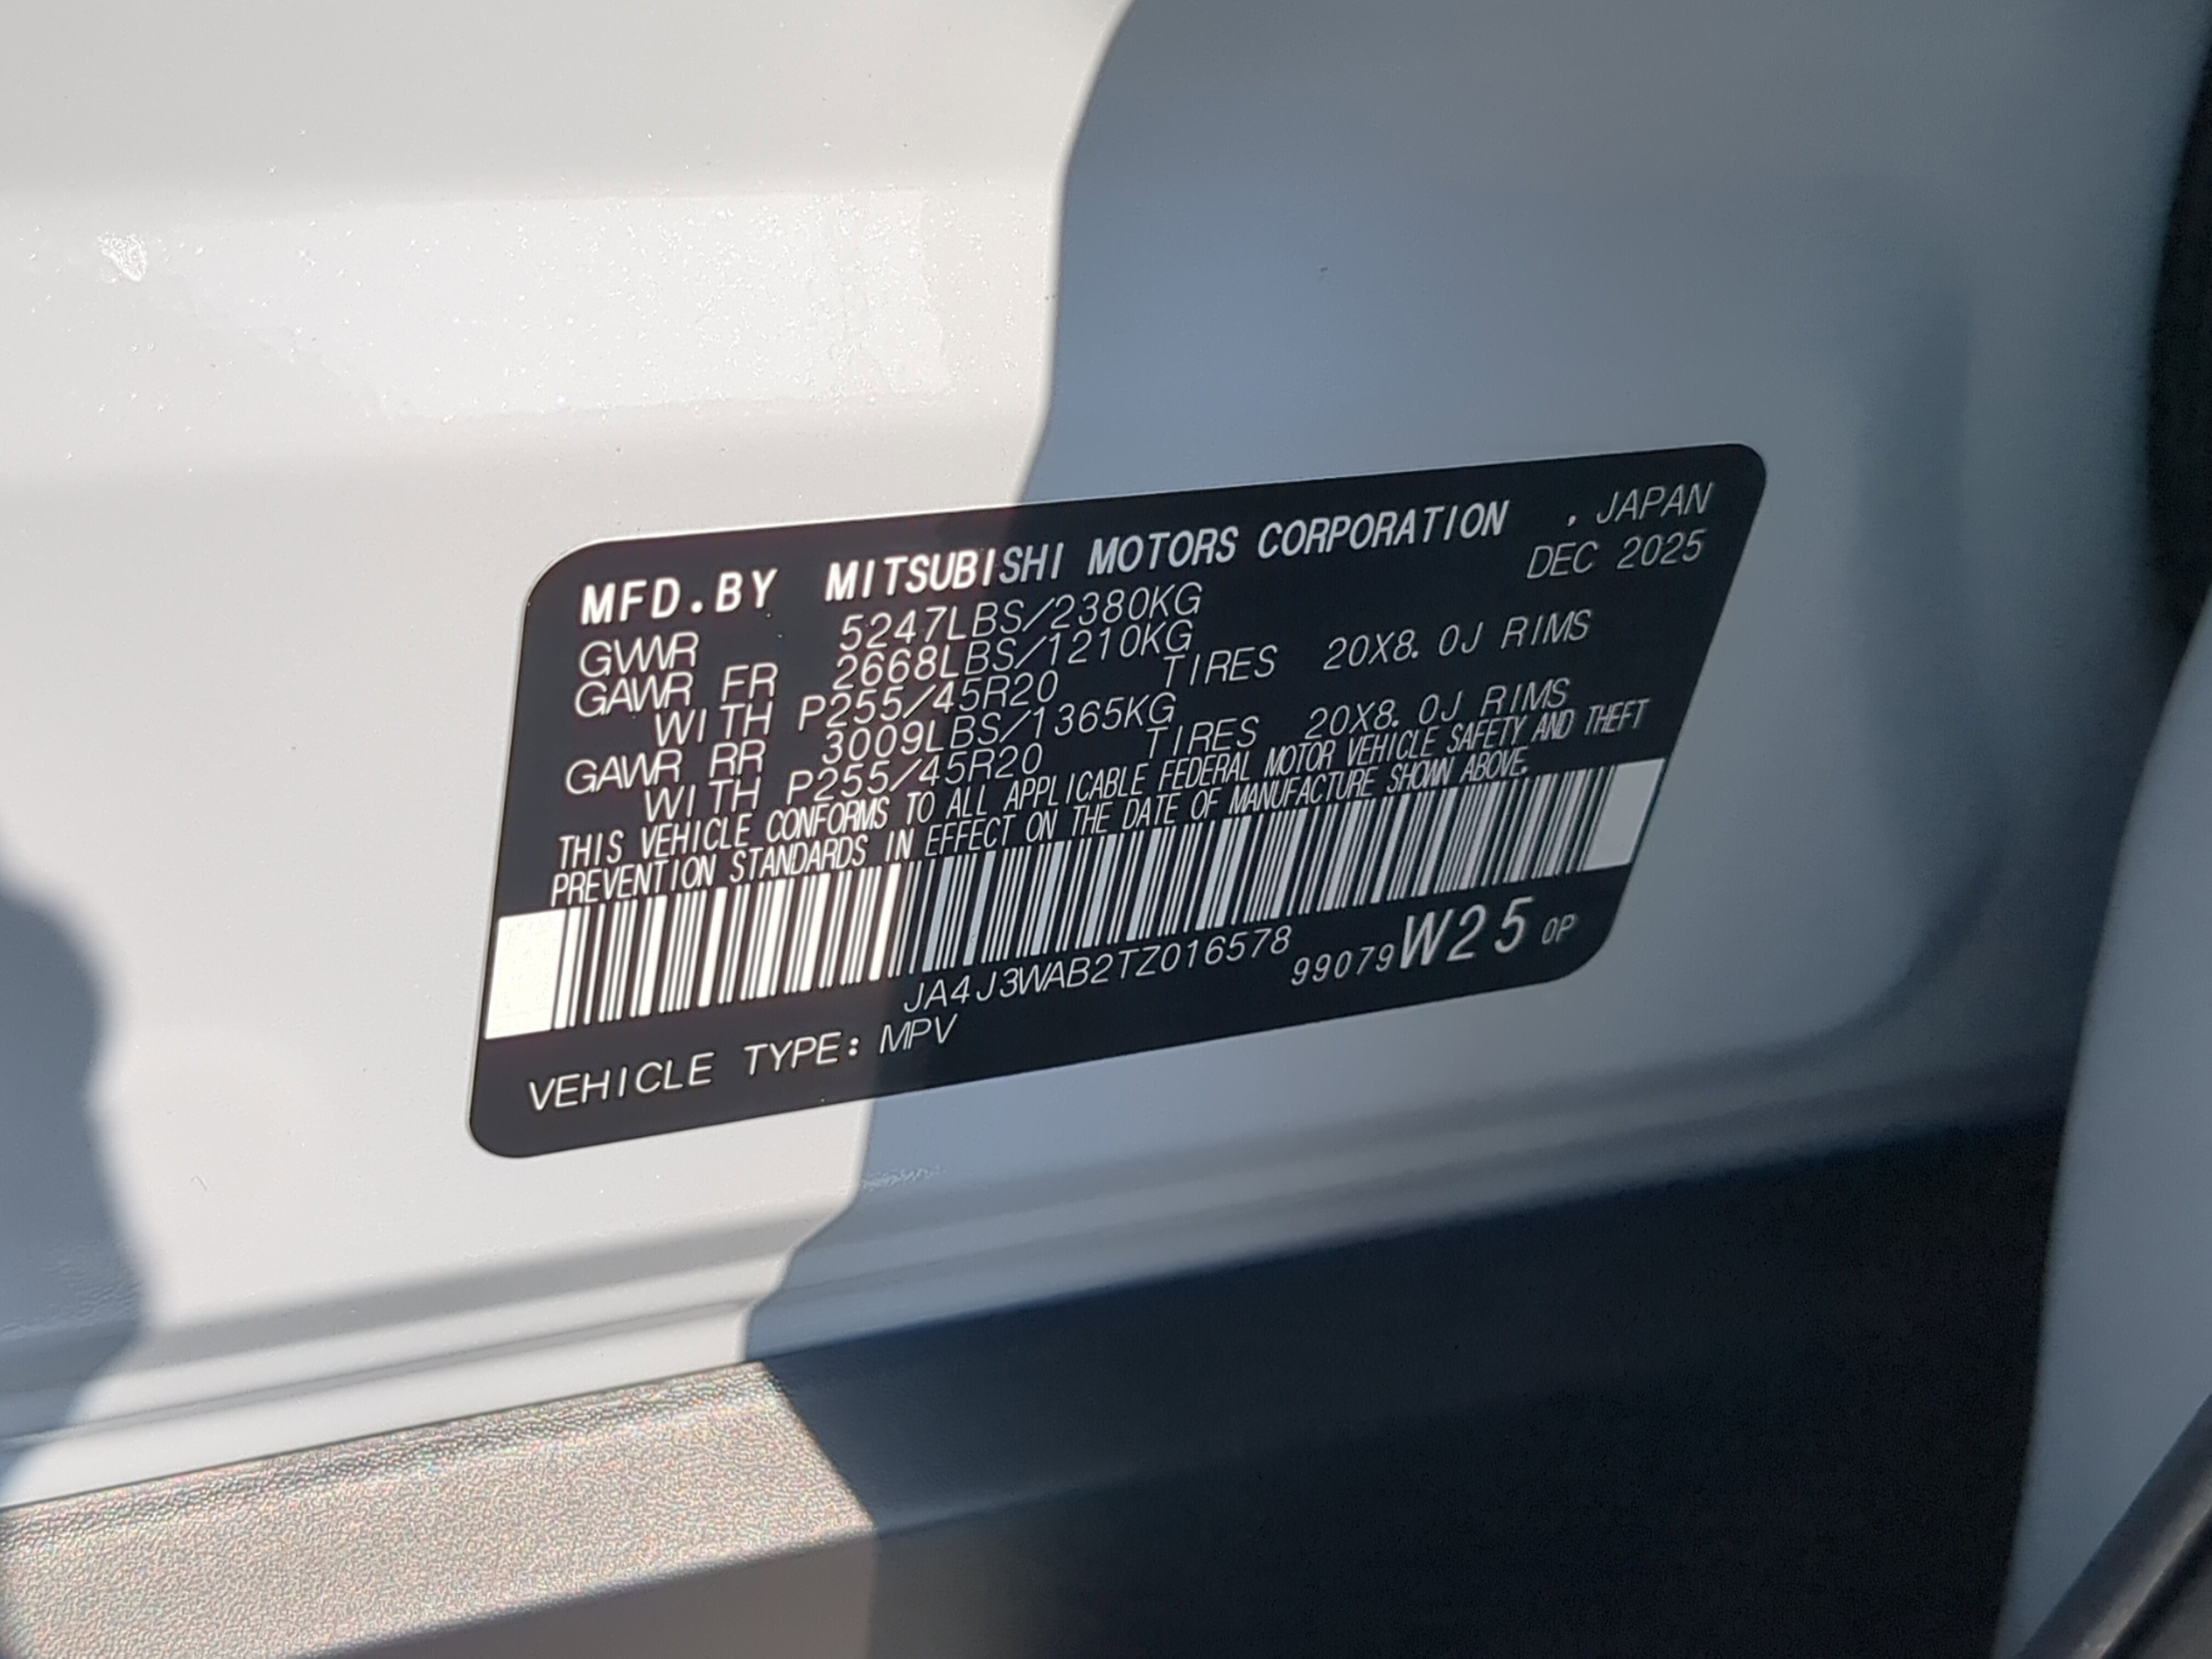 MFD.BY MITSUBISHI MOTORS CORPORATION , JAPAN
DEC 2025
GVWR 5247LBS/2380KG
GAWR FR 2668LBS/1210KG
WITH P255/45R20 TIRES 20X8.0J RIMS
GAWR RR 3009LBS/1365KG
WITH P255/45R20 TIRES 20X8.0J RIMS
THIS VEHICLE CONFORMS TO ALL APPLICABLE FEDERAL MOTOR VEHICLE SAFETY AND THEFT
PREVENTION STANDARDS IN EFFECT ON THE DATE OF MANUFACTURE SHOWN ABOVE.
JA4J3WAB2TZ016578
99079W25 0P
VEHICLE TYPE: MPV